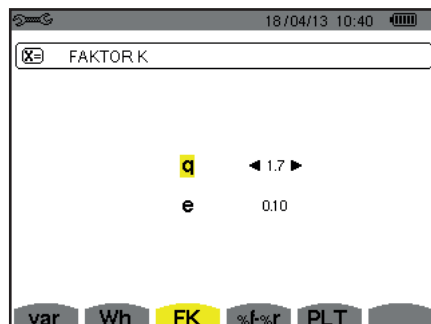 18/04/13 10:40
FAKTOR K
q ◀ 1.7 ▶
e 0.10
var Wh FK %f-%r PLT